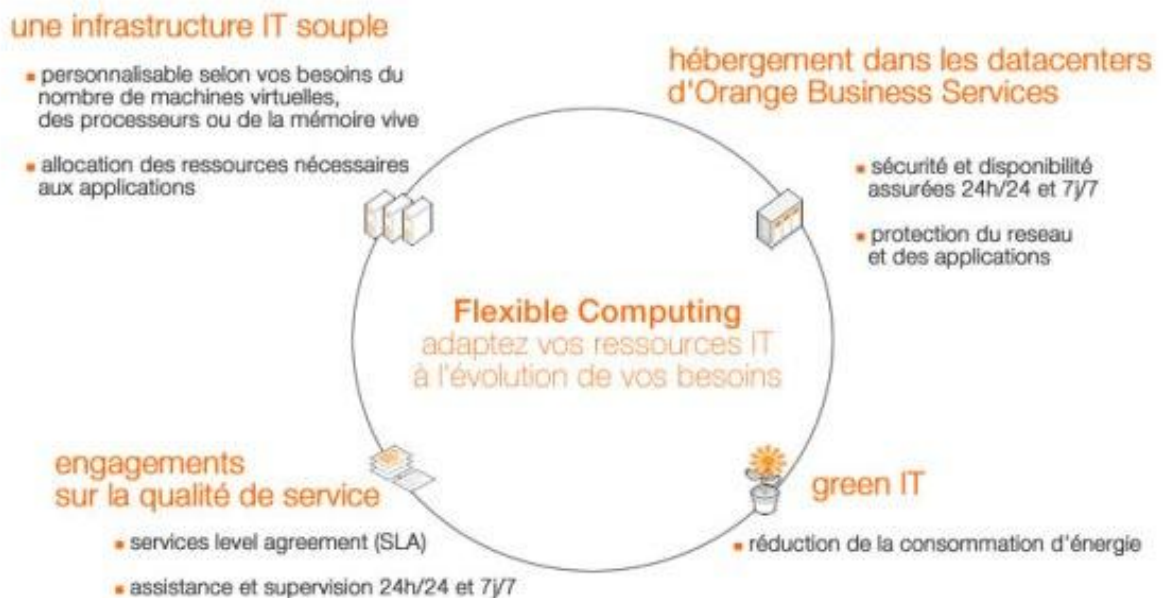 une infrastructure IT souple
▪ personnalisable selon vos besoins du
nombre de machines virtuelles,
des processeurs ou de la mémoire vive
▪ allocation des ressources nécessaires
aux applications
hébergement dans les datacenters
d'Orange Business Services
▪ sécurité et disponibilité
assurées 24h/24 et 7j/7
▪ protection du reseau
et des applications
Flexible Computing
adaptez vos ressources IT
à l'évolution de vos besoins
engagements
sur la qualité de service
▪ services level agreement (SLA)
▪ assistance et supervision 24h/24 et 7j/7
green IT
▪ réduction de la consommation d'énergie